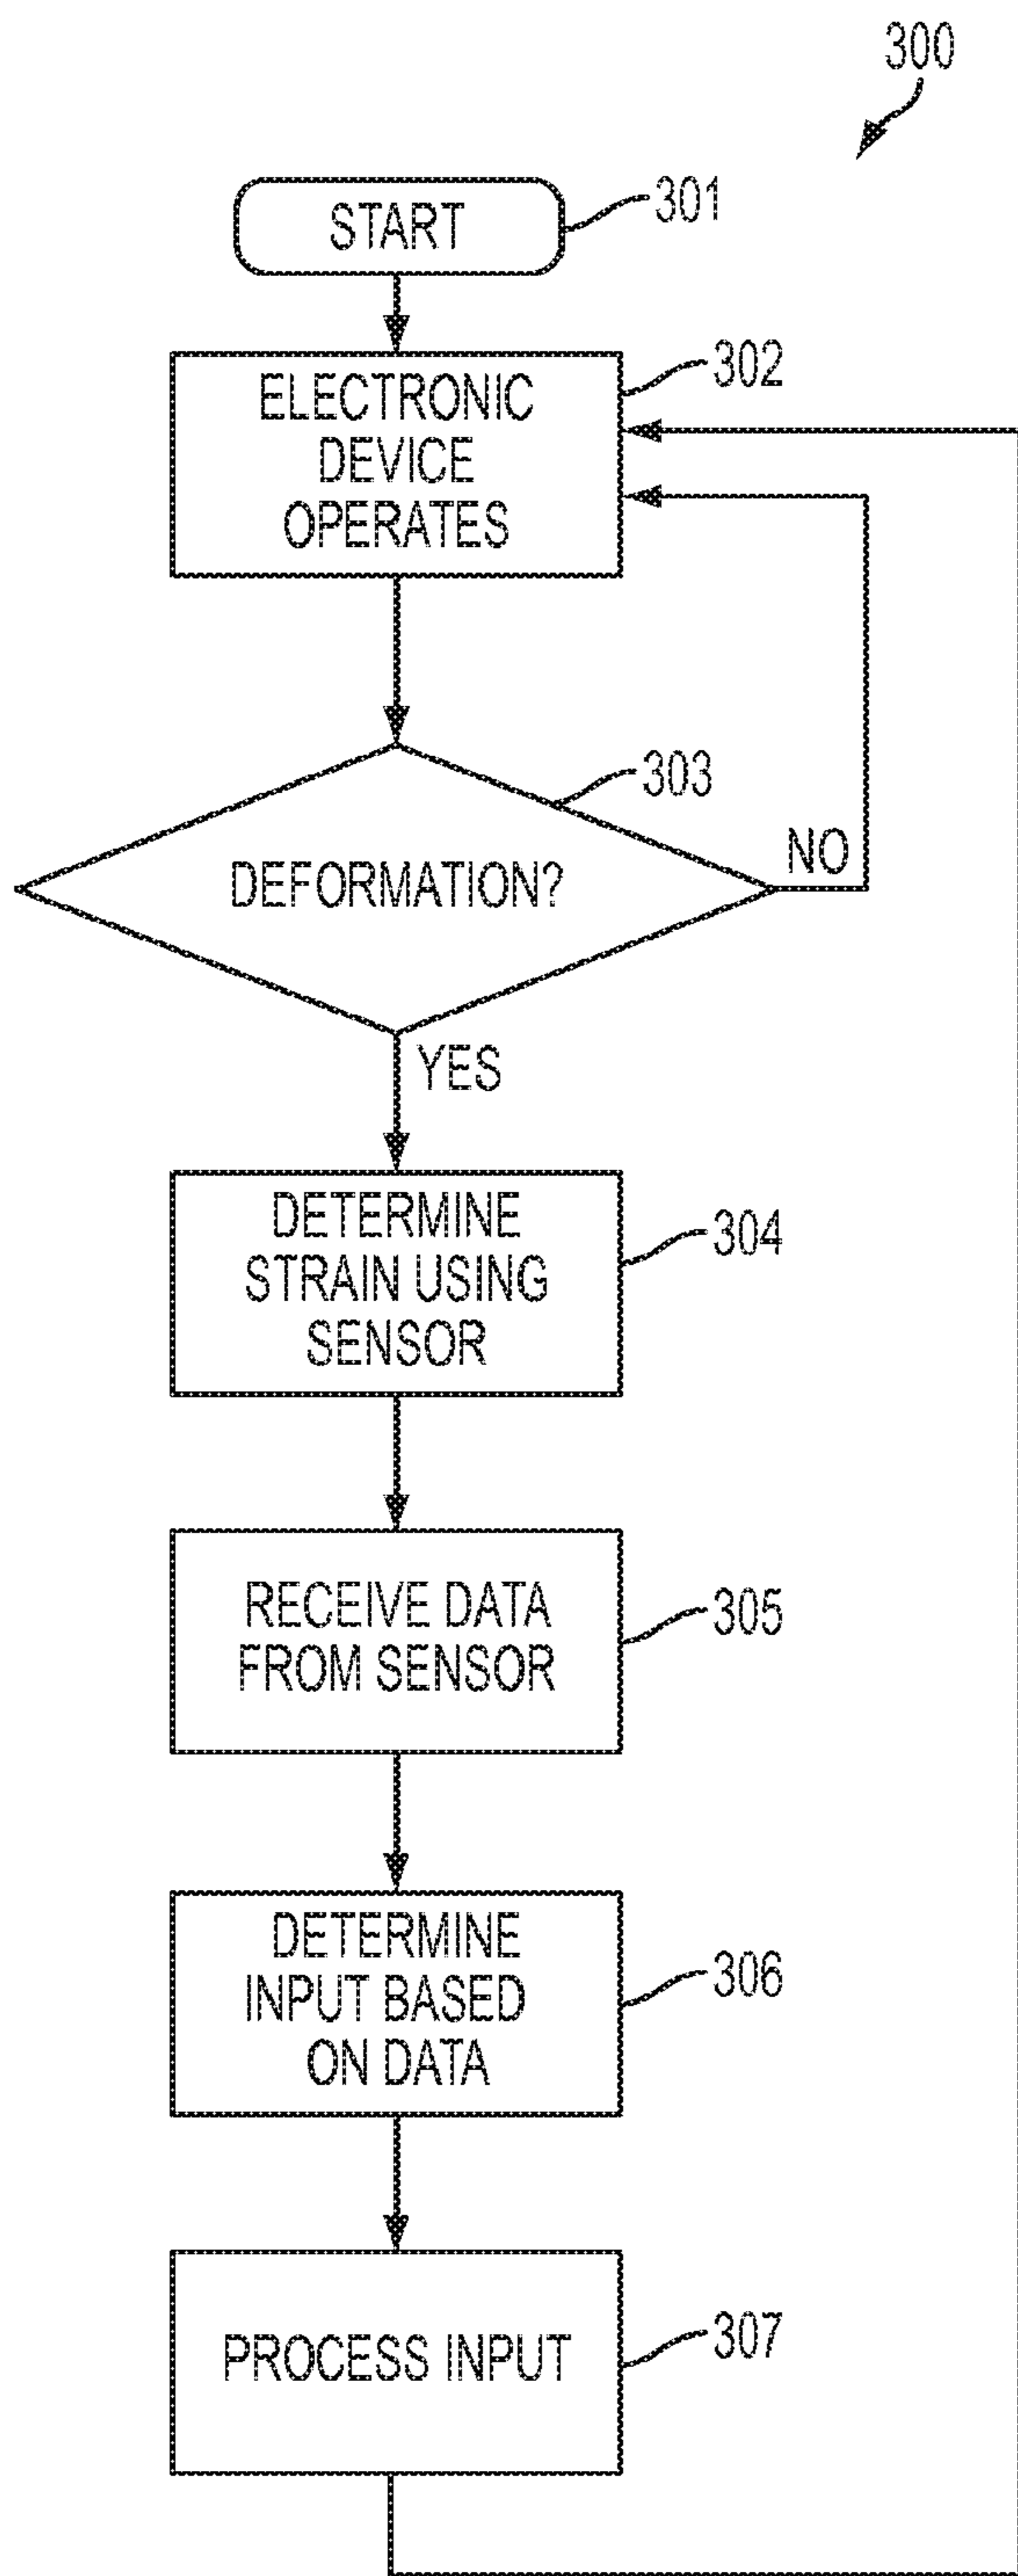 300
START
301
ELECTRONIC
DEVICE
OPERATES
302
DEFORMATION?
303
NO
YES
DETERMINE
STRAIN USING
SENSOR
304
RECEIVE DATA
FROM SENSOR
305
DETERMINE
INPUT BASED
ON DATA
306
PROCESS INPUT
307